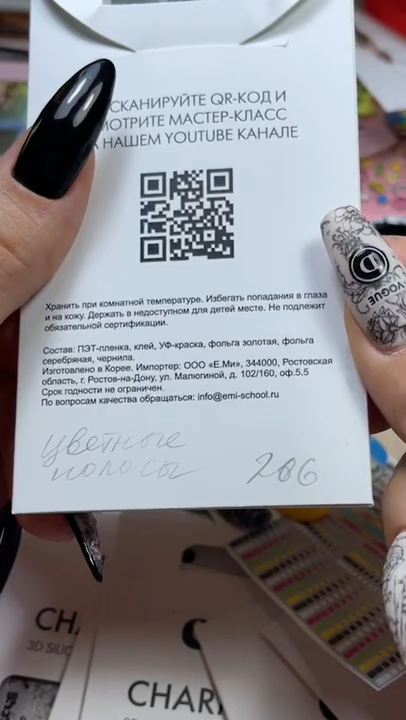 СКАНИРУЙТЕ QR-КОД И
МОТРИТЕ МАСТЕР-КЛАСС
НАШЕМ YOUTUBE КАНАЛЕ
Хранить при комнатной температуре. Избегать попадания в глаза
и на кожу. Держать в недоступном для детей месте. Не подлежит
обязательной сертификации.
Состав: ПЭТ-пленка, клей, УФ-краска, фольга золотая, фольга
серебряная, чернила.
Изготовлено в Корее. Импортер: ООО «Е.Ми», 344000, Ростовская
область, г. Ростов-на-Дону, ул. Малюгиной, д. 102/160, оф.5.5
Срок годности не ограничен.
По вопросам качества обращаться: info@emi-school.ru
цветные
полосы 206
VOGUE
CHA
3D SLIC
CHAR